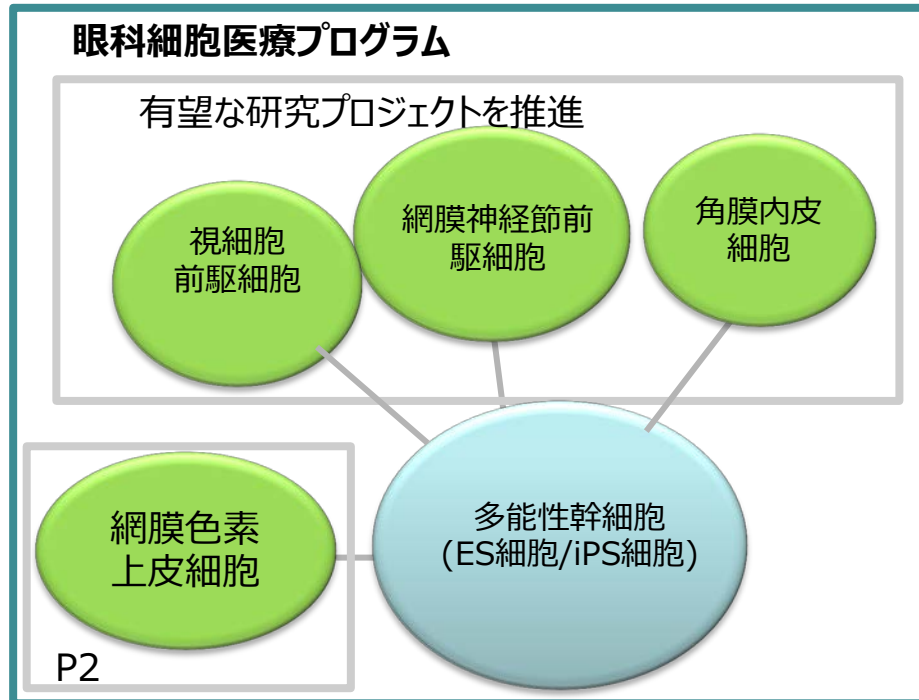 眼科細胞医療プログラム
有望な研究プロジェクトを推進
視細胞
前駆細胞
網膜神経節前
駆細胞
角膜内皮
細胞
網膜色素
上皮細胞
P2
多能性幹細胞
(ES細胞/iPS細胞)